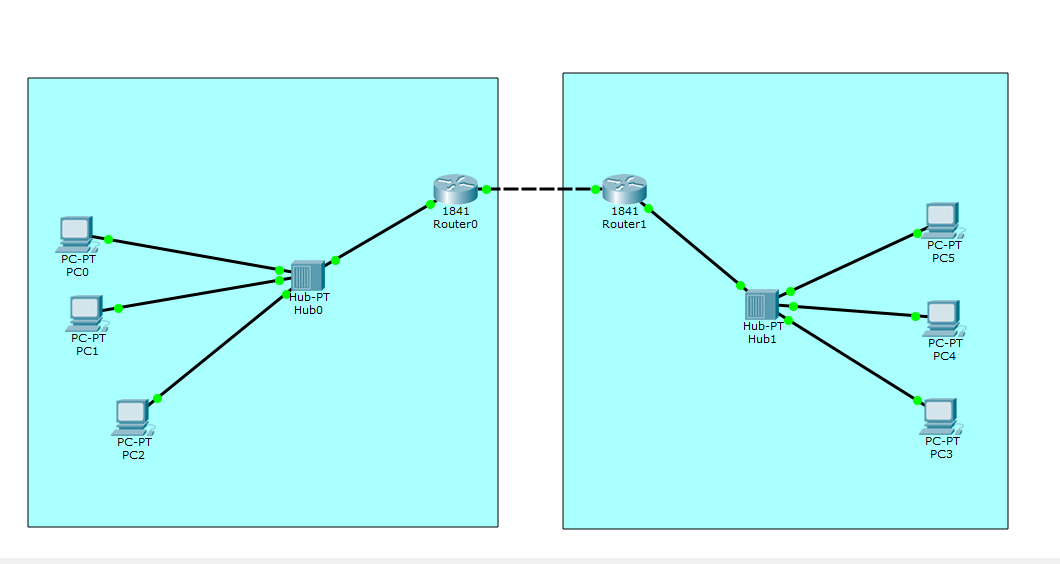 1841
Router0
1841
Router1
PC-PT
PC0
Hub-PT
Hub0
PC-PT
PC1
PC-PT
PC2
PC-PT
PC5
Hub-PT
Hub1
PC-PT
PC4
PC-PT
PC3